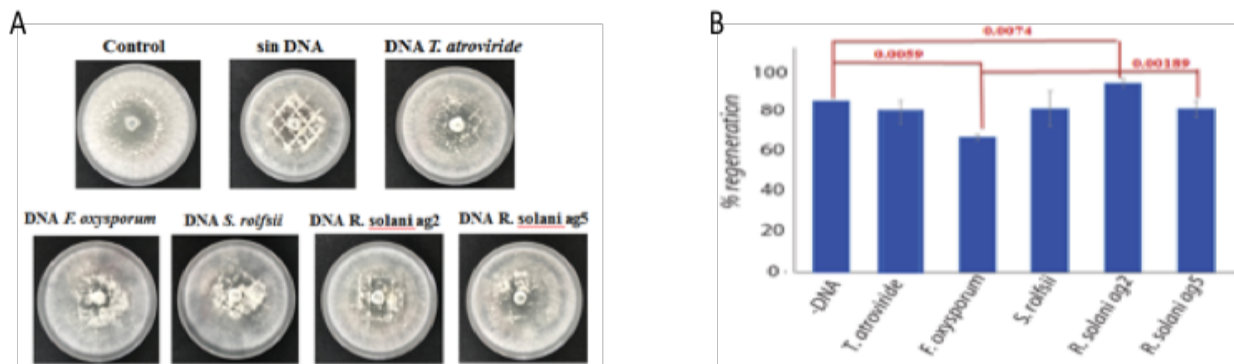 A
Control sin DNA DNA T. atroviride
DNA F. oxysporum DNA S. rolfsii DNA R. solani ag2 DNA R. solani ag5
B
0.0074
0.0059
0.00189
% regeneration
100
80
60
40
20
0
-DNA
T. atroviride
F. oxysporum
S. rolfsii
R. solani ag2
R. solani ag5